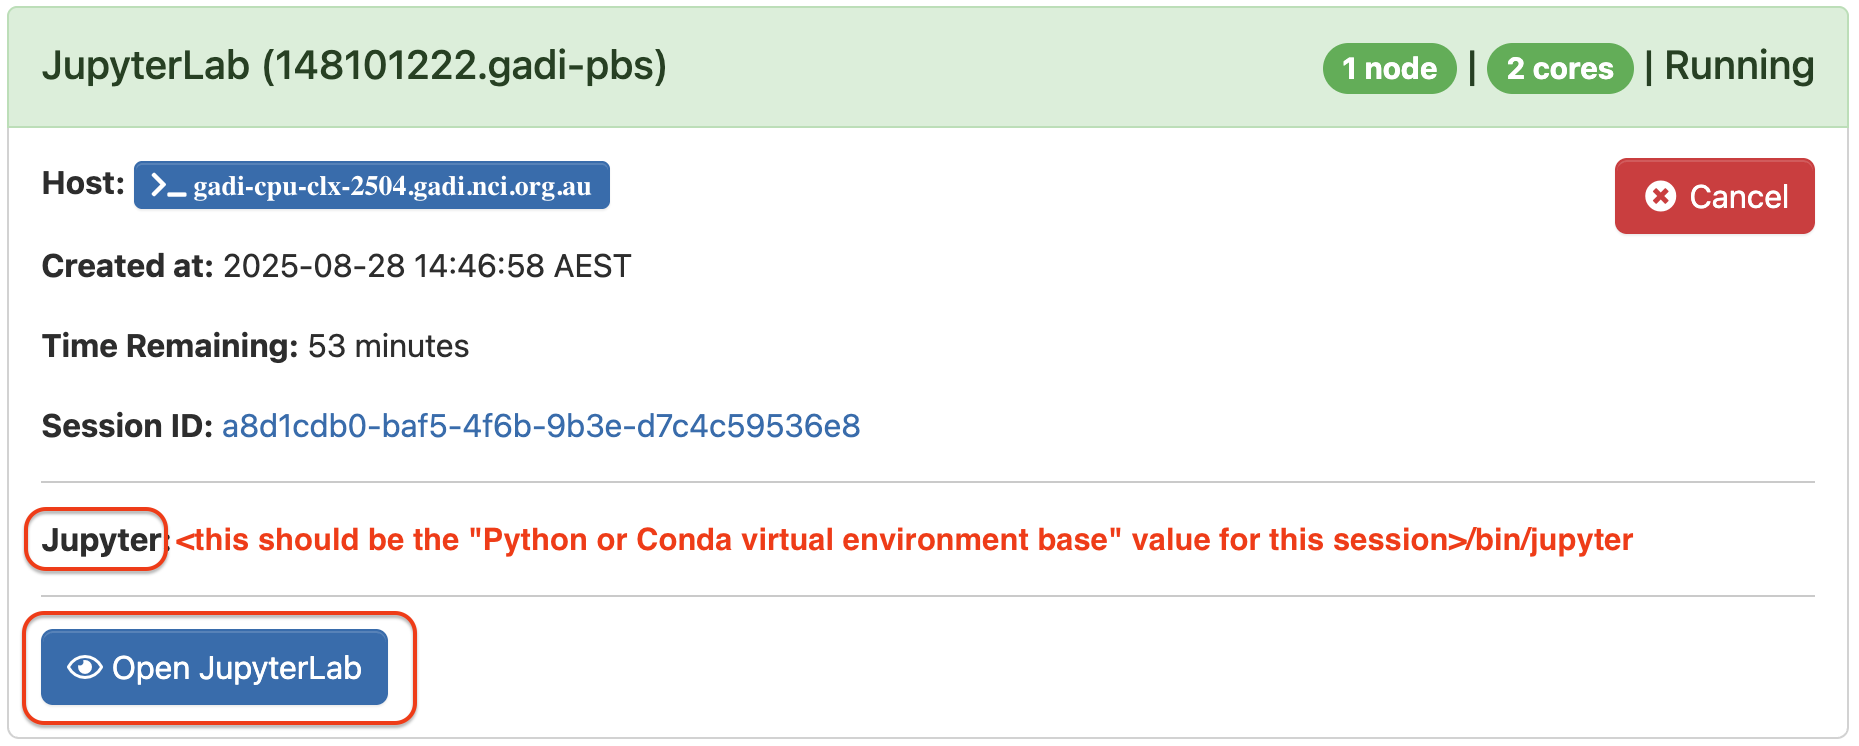 JupyterLab (148101222.gadi-pbs) 1 node | 2 cores | Running
Host: >_ gadi-cpu-clx-2504.gadi.nci.org.au Cancel
Created at: 2025-08-28 14:46:58 AEST
Time Remaining: 53 minutes
Session ID: a8d1cdb0-baf5-4f6b-9b3e-d7c4c59536e8
Jupyter: <this should be the "Python or Conda virtual environment base" value for this session>/bin/jupyter
Open JupyterLab